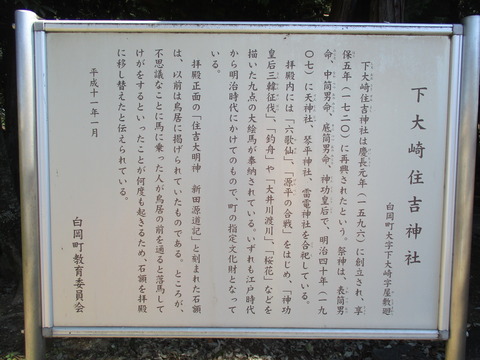 下大崎住吉神社
白岡町大字下大崎字屋敷廻
下大崎住吉神社は慶長元年（一五九六）に創立され、享
保五年（一七二〇）に再興されたという。祭神は、表筒男
命、中筒男命、底筒男命、神功皇后で、明治四十年（一九
〇七）に天神社、琴平神社、雷電神社を合祀している。
拝殿内には「六歌仙」、「源平の合戦」をはじめ、「神功
皇后三韓征伐」、「釣舟」や「大井川渡川」、「桜花」などを
描いた九点の大絵馬が奉納されている。いずれも江戸時代
から明治時代にかけてのもので、町の指定文化財となって
いる。
拝殿正面の「住吉大明神　新田源道記」と刻まれた石額
は、以前は鳥居に掲げられていたものである。ところが、
不思議なことに馬に乗った人が鳥居の前を通ると落馬して
けがをするといったことが何度も起きるため、石額を拝殿
に移し替えたと伝えられている。
平成十一年一月
白岡町教育委員会